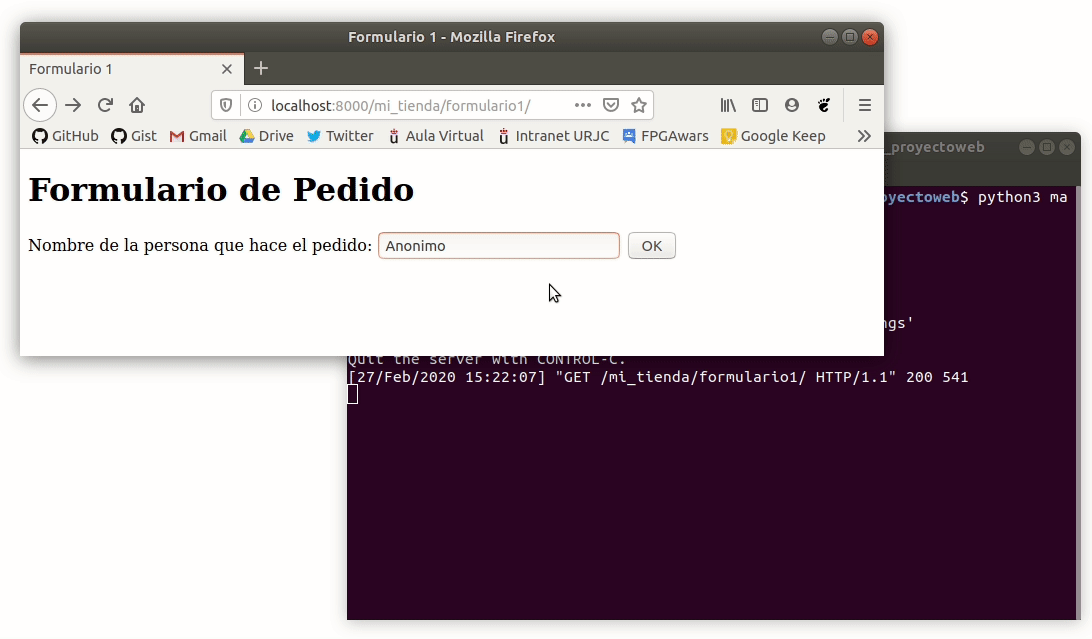 Formulario 1 - Mozilla Firefox
Formulario 1
localhost:8000/mi_tienda/formulario1/
GitHub Gist Gmail Drive Twitter Aula Virtual Intranet URJC FPGAwars Google Keep
Formulario de Pedido
Nombre de la persona que hace el pedido: Anonimo OK
_proyectoweb
oyectoweb$ python3 ma
ngs'
Quit the server with CONTROL-C.
[27/Feb/2020 15:22:07] "GET /mi_tienda/formulario1/ HTTP/1.1" 200 541